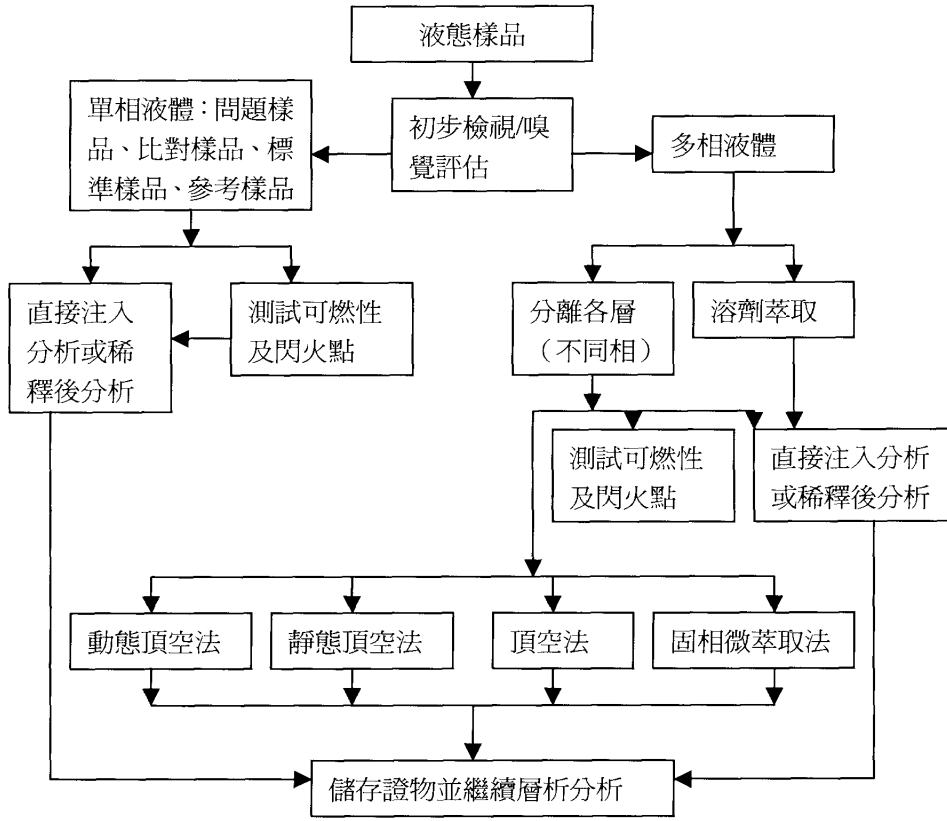 液態樣品
單相液體：問題樣
品、比對樣品、標
準樣品、參考樣品
初步檢視/嗅
覺評估
多相液體
直接注入
分析或稀
釋後分析
測試可燃性
及閃火點
分離各層
（不同相）
溶劑萃取
測試可燃性
及閃火點
直接注入分析
或稀釋後分析
動態頂空法
靜態頂空法
頂空法
固相微萃取法
儲存證物並繼續層析分析